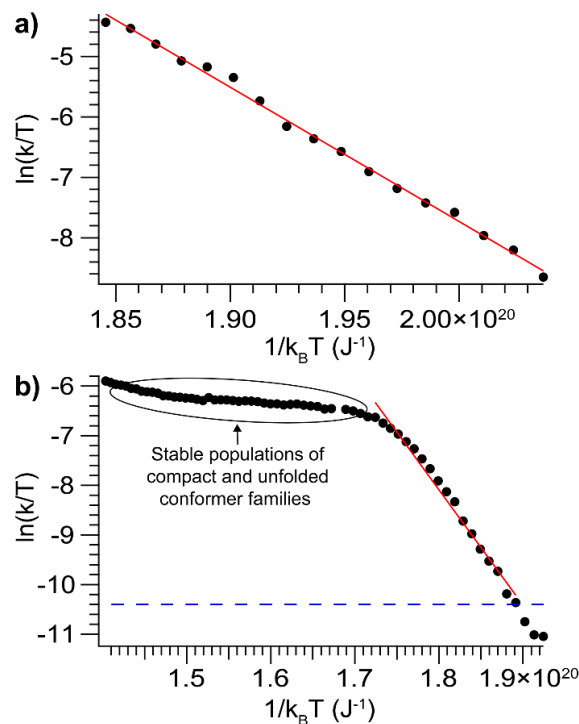 a)
-5
-6
-7
-8
ln(k/T)
1.85
1.90
1.95
2.00×10²⁰
1/k_BT (J⁻¹)
b)
-6
-7
-8
-9
-10
-11
ln(k/T)
Stable populations of
compact and unfolded
conformer families
1.5
1.6
1.7
1.8
1.9×10²⁰
1/k_BT (J⁻¹)